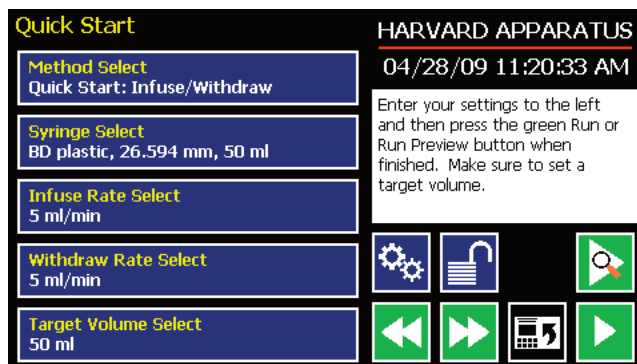 Quick Start
Method Select
Quick Start: Infuse/Withdraw
Syringe Select
BD plastic, 26.594 mm, 50 ml
Infuse Rate Select
5 ml/min
Withdraw Rate Select
5 ml/min
Target Volume Select
50 ml
HARVARD APPARATUS
04/28/09 11:20:33 AM
Enter your settings to the left
and then press the green Run or
Run Preview button when
finished. Make sure to set a
target volume.